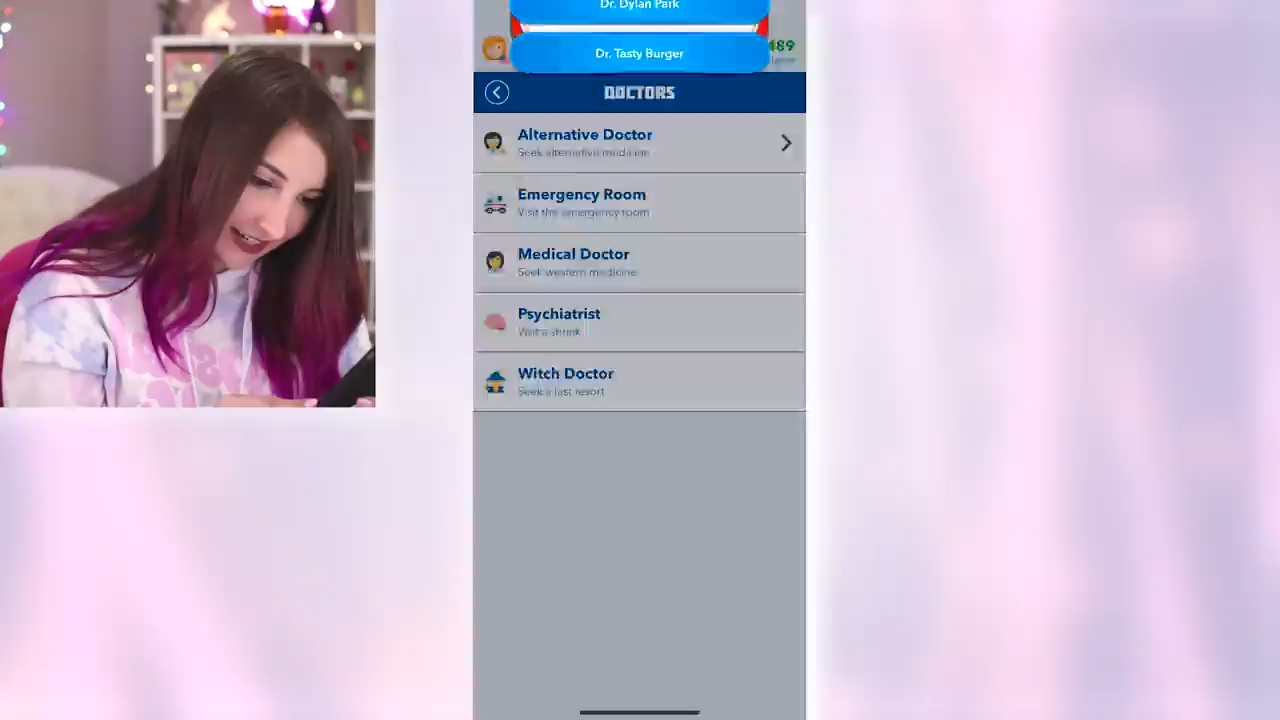 Dr. Dylan Park
Dr. Tasty Burger
489
DOCTORS
Alternative Doctor
Seek alternative medicine
Emergency Room
Visit the emergency room
Medical Doctor
Seek western medicine
Psychiatrist
Visit a shrink
Witch Doctor
Seek a last resort